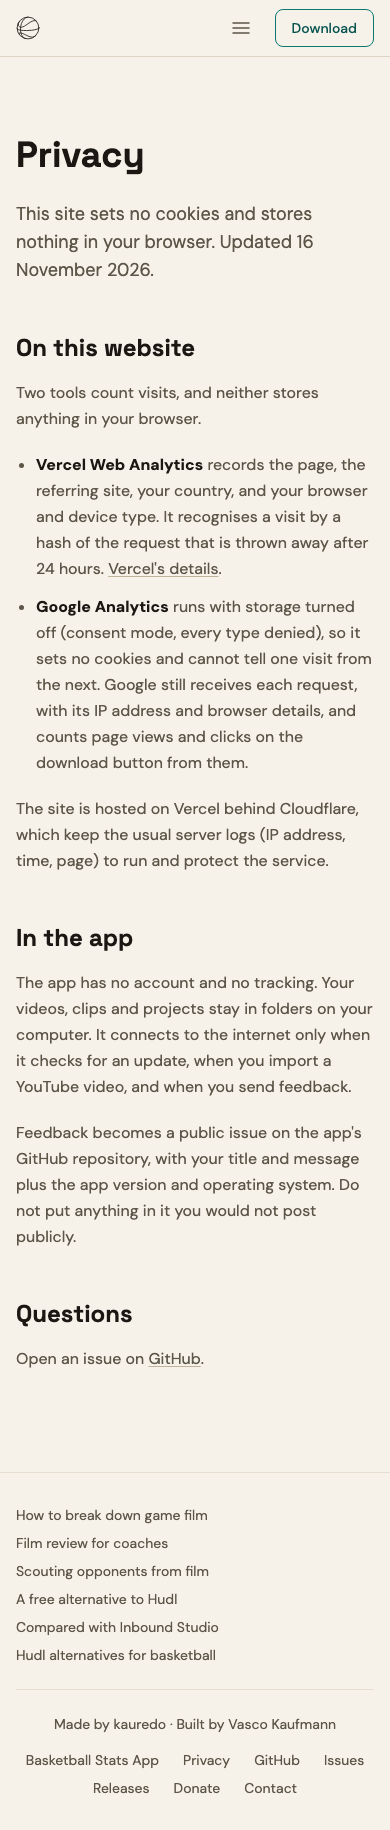 Download
Privacy
This site sets no cookies and stores
nothing in your browser. Updated 16
November 2026.
On this website
Two tools count visits, and neither stores
anything in your browser.
• Vercel Web Analytics records the page, the
referring site, your country, and your browser
and device type. It recognises a visit by a
hash of the request that is thrown away after
24 hours. Vercel's details.
• Google Analytics runs with storage turned
off (consent mode, every type denied), so it
sets no cookies and cannot tell one visit from
the next. Google still receives each request,
with its IP address and browser details, and
counts page views and clicks on the
download button from them.
The site is hosted on Vercel behind Cloudflare,
which keep the usual server logs (IP address,
time, page) to run and protect the service.
In the app
The app has no account and no tracking. Your
videos, clips and projects stay in folders on your
computer. It connects to the internet only when
it checks for an update, when you import a
YouTube video, and when you send feedback.
Feedback becomes a public issue on the app's
GitHub repository, with your title and message
plus the app version and operating system. Do
not put anything in it you would not post
publicly.
Questions
Open an issue on GitHub.
How to break down game film
Film review for coaches
Scouting opponents from film
A free alternative to Hudl
Compared with Inbound Studio
Hudl alternatives for basketball
Made by kauredo · Built by Vasco Kaufmann
Basketball Stats App Privacy GitHub Issues
Releases Donate Contact